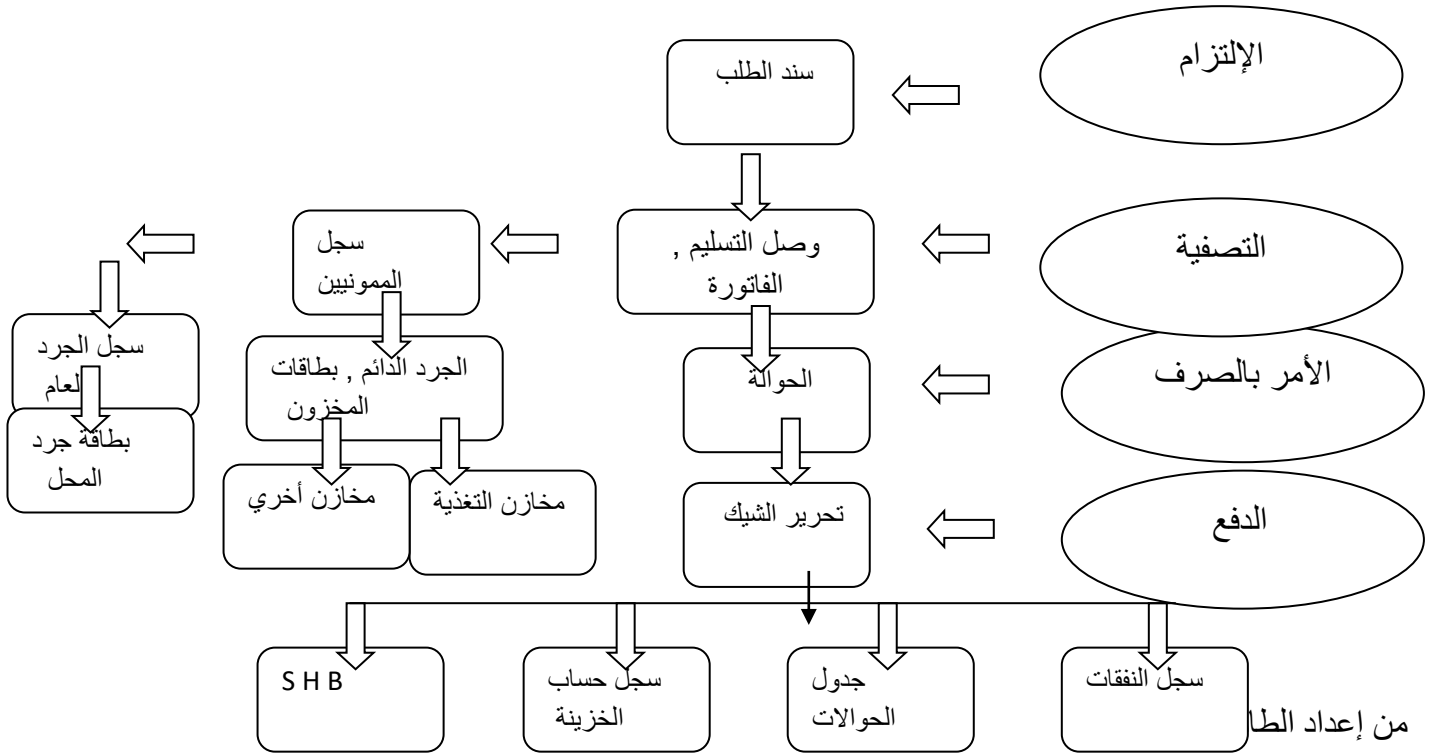 الإلتزام
سند الطلب
التصفية
وصل التسليم , 
الفاتورة
سجل
الممونيين
الأمر بالصرف
الحوالة
الجرد الدائم , بطاقات
المخزون
سجل الجرد
العام
بطاقة جرد
المحل
الدفع
تحرير الشيك
مخازن التغذية
مخازن أخري
سجل النفقات
جدول
الحوالات
سجل حساب
الخزينة
S H B
من إعداد